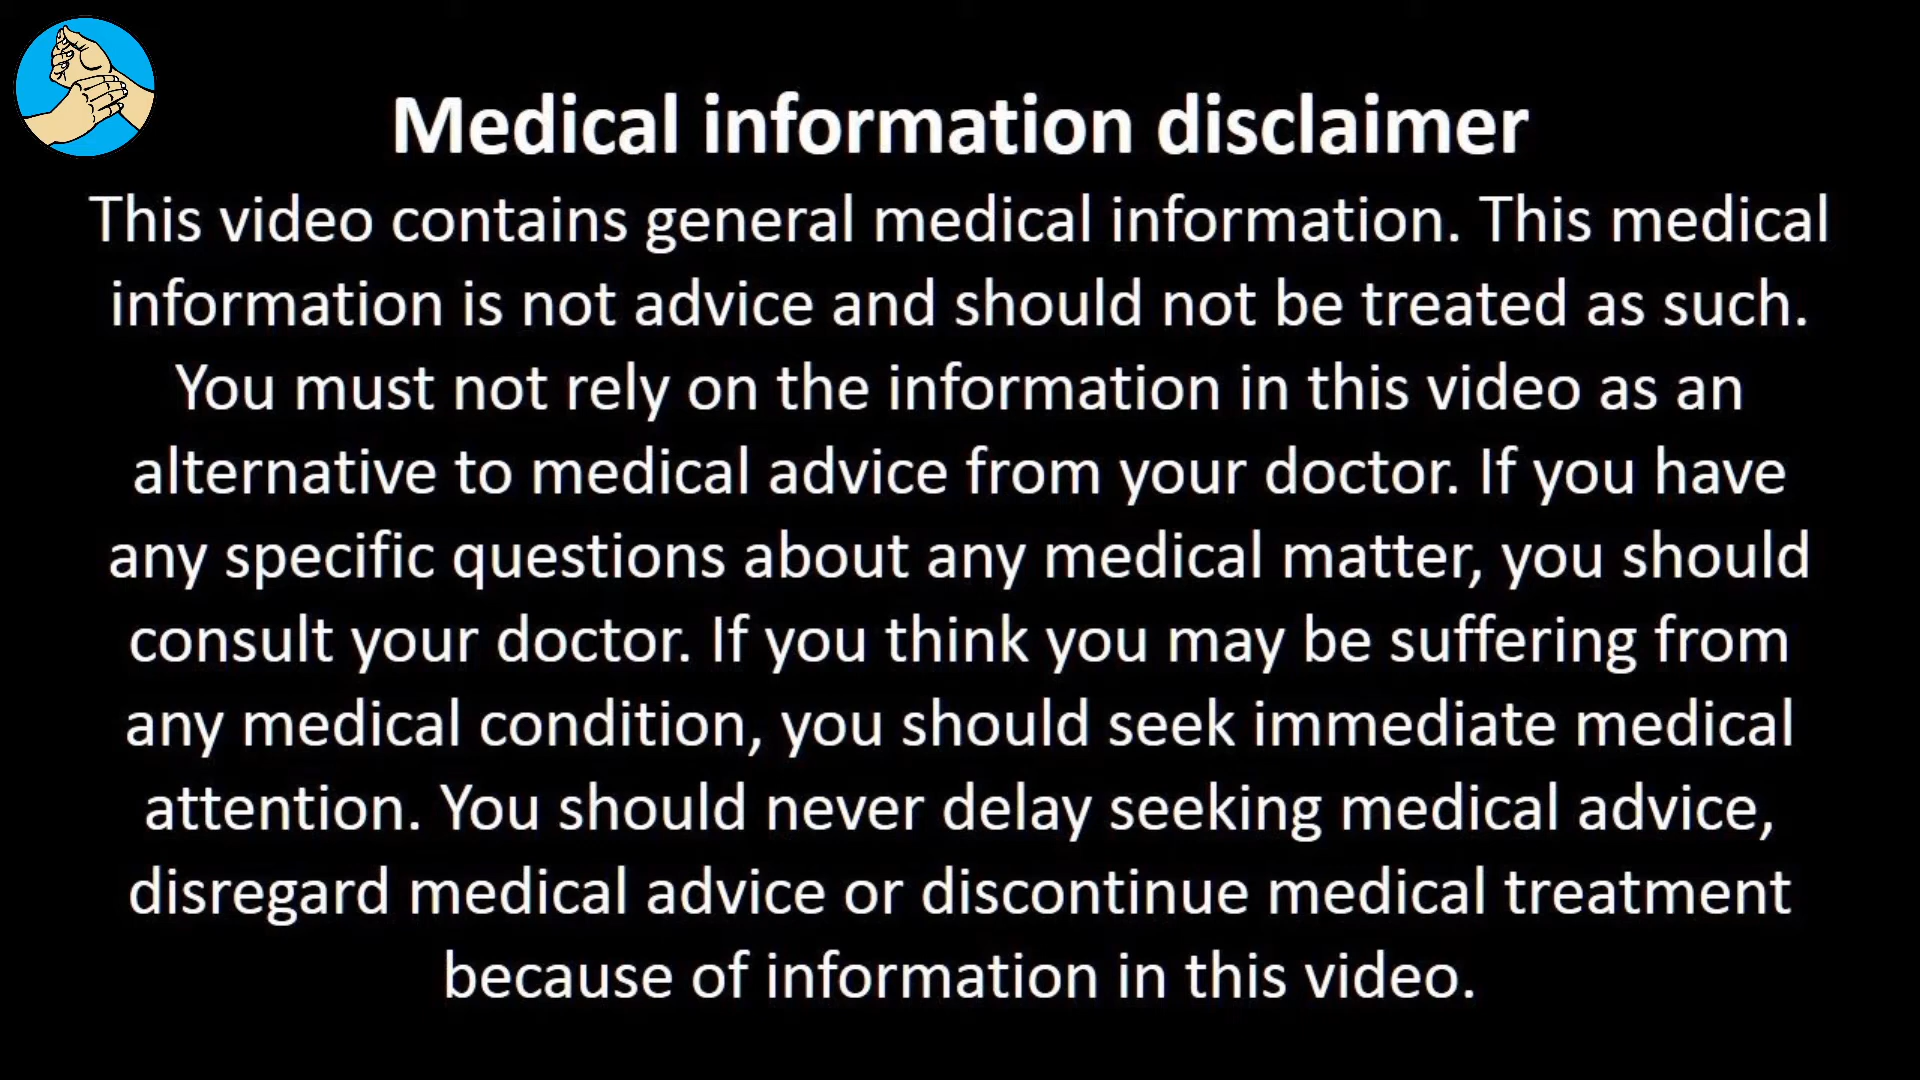 Medical information disclaimer
This video contains general medical information. This medical
information is not advice and should not be treated as such.
You must not rely on the information in this video as an
alternative to medical advice from your doctor. If you have
any specific questions about any medical matter, you should
consult your doctor. If you think you may be suffering from
any medical condition, you should seek immediate medical
attention. You should never delay seeking medical advice,
disregard medical advice or discontinue medical treatment
because of information in this video.